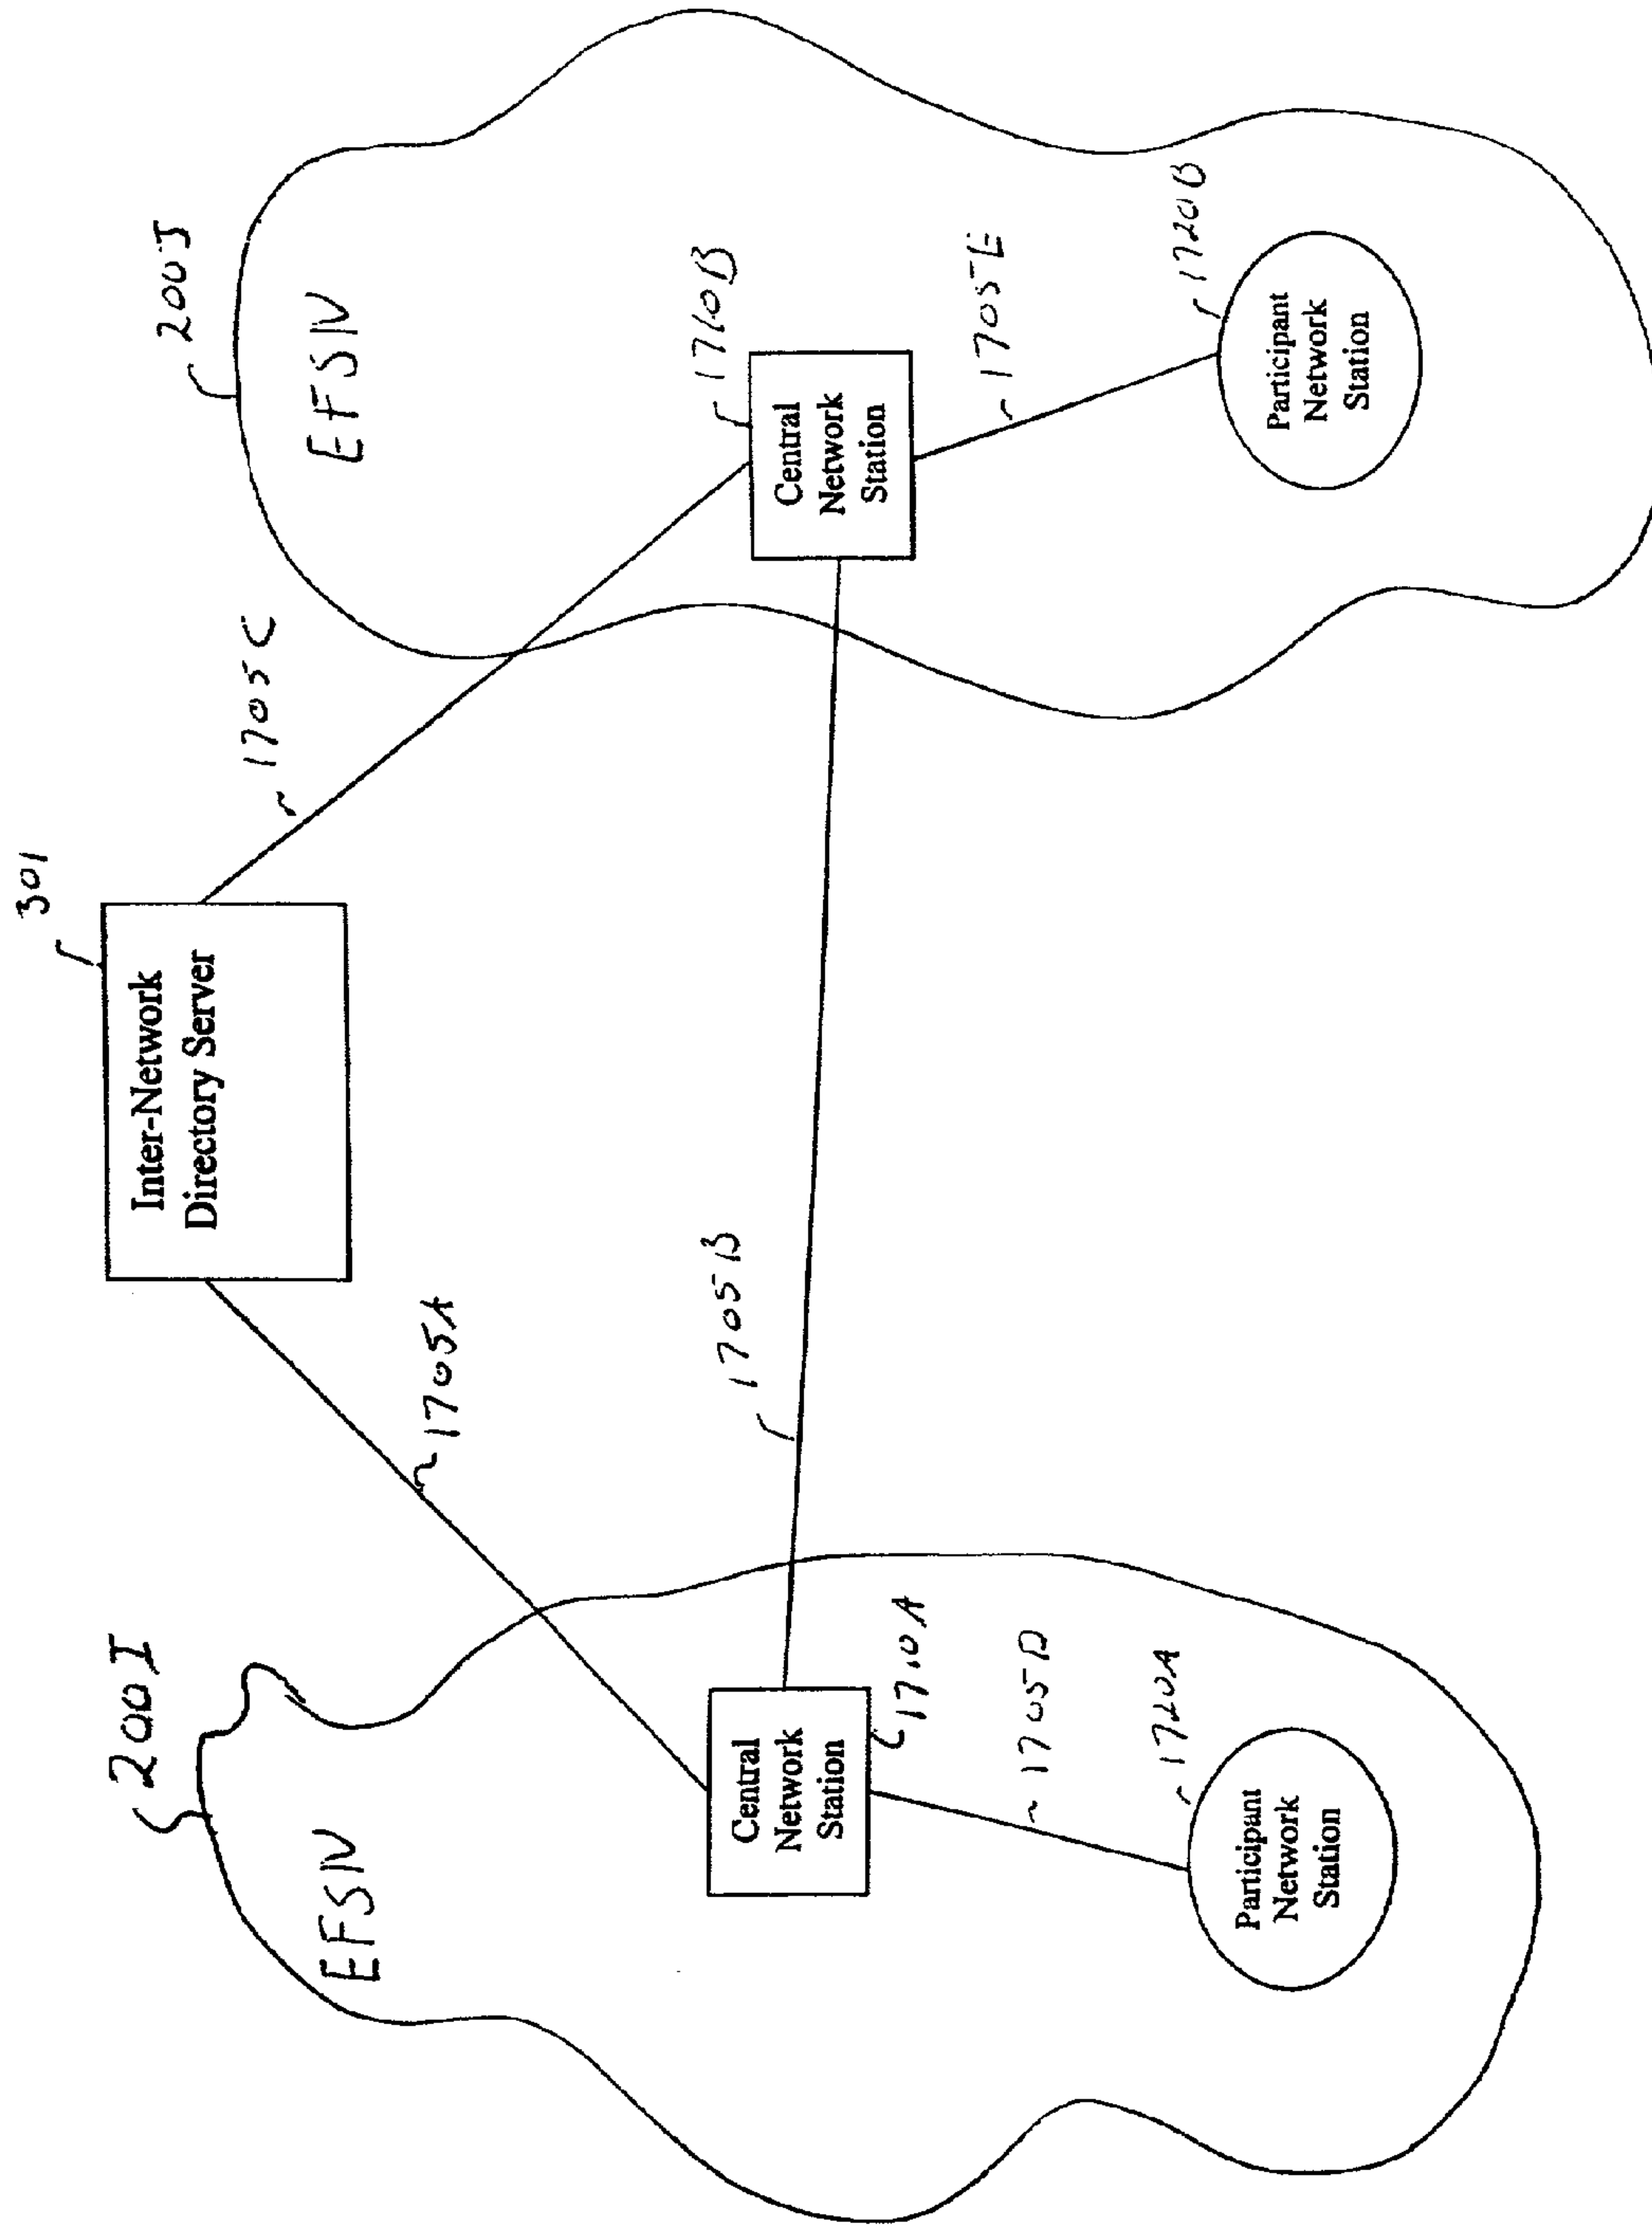 301
Inter-Network
Directory Server
200I
EFSN
200J
EFSN
1705A
1705C
1705B
Central
Network
Station
1710A
Central
Network
Station
1710B
1705D
1705E
1720A
Participant
Network
Station
1720B
Participant
Network
Station